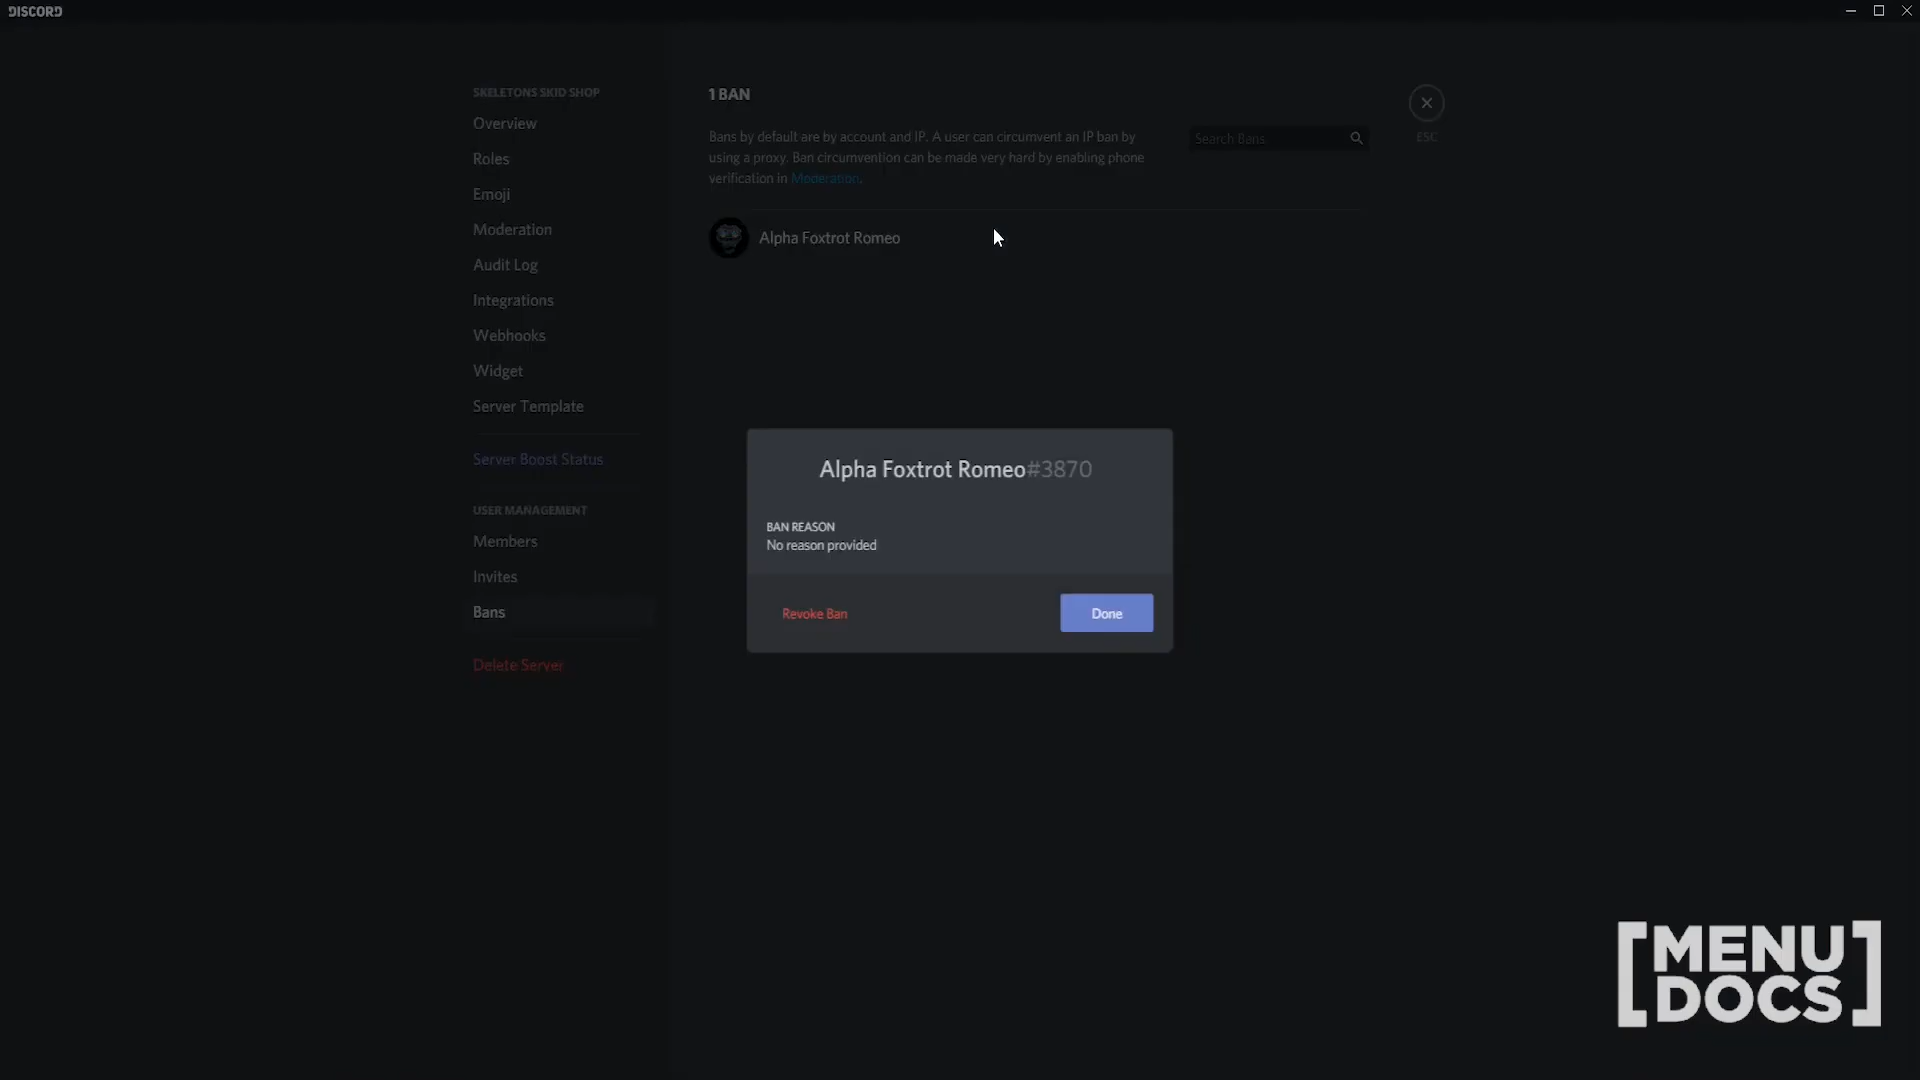 DISCORD
SKELETONS SKID SHOP
Overview
Roles
Emoji
Moderation
Audit Log
Integrations
Webhooks
Widget
Server Template
Server Boost Status
USER MANAGEMENT
Members
Invites
Bans
Delete Server
1 BAN
Bans by default are by account and IP. A user can circumvent an IP ban by
using a proxy. Ban circumvention can be made very hard by enabling phone
verification in Moderation.
Search Bans
ESC
Alpha Foxtrot Romeo
Alpha Foxtrot Romeo#3870
BAN REASON
No reason provided
Revoke Ban
Done
[MENU
DOCS]